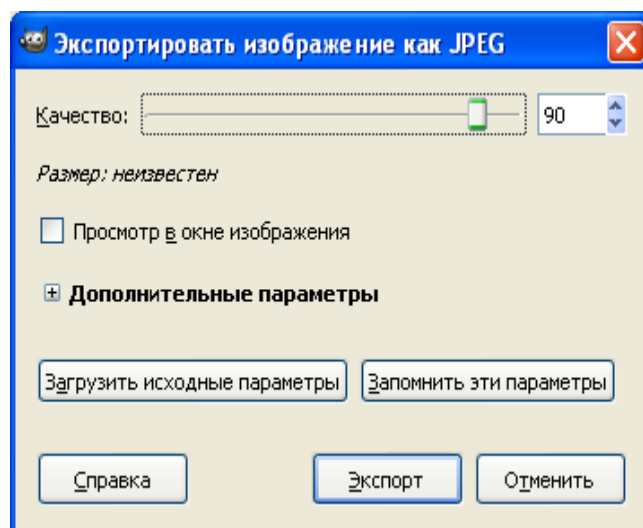 Экспортировать изображение как JPEG
Качество: 90
Размер: неизвестен
Просмотр в окне изображения
Дополнительные параметры
Загрузить исходные параметры Запомнить эти параметры
Справка Экспорт Отменить